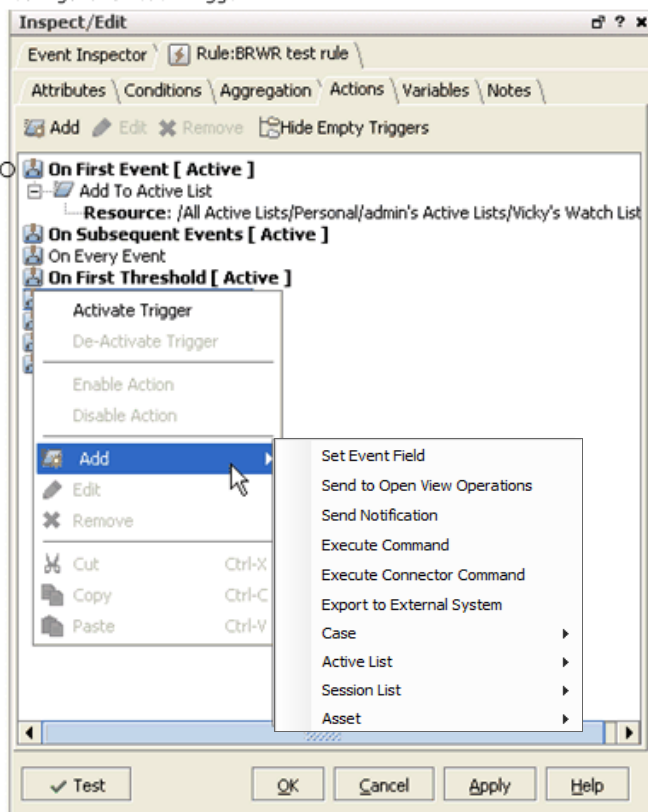 Inspect/Edit ? x
Event Inspector Rule:BRWR test rule
Attributes Conditions Aggregation Actions Variables Notes
Add Edit Remove Hide Empty Triggers
On First Event [ Active ]
Add To Active List
Resource: /All Active Lists/Personal/admin's Active Lists/Vicky's Watch List
On Subsequent Events [ Active ]
On Every Event
On First Threshold [ Active ]
Activate Trigger
De-Activate Trigger
Enable Action
Disable Action
Add
Edit
Remove
Cut Ctrl-X
Copy Ctrl-C
Paste Ctrl-V
Set Event Field
Send to Open View Operations
Send Notification
Execute Command
Execute Connector Command
Export to External System
Case
Active List
Session List
Asset
Test OK Cancel Apply Help